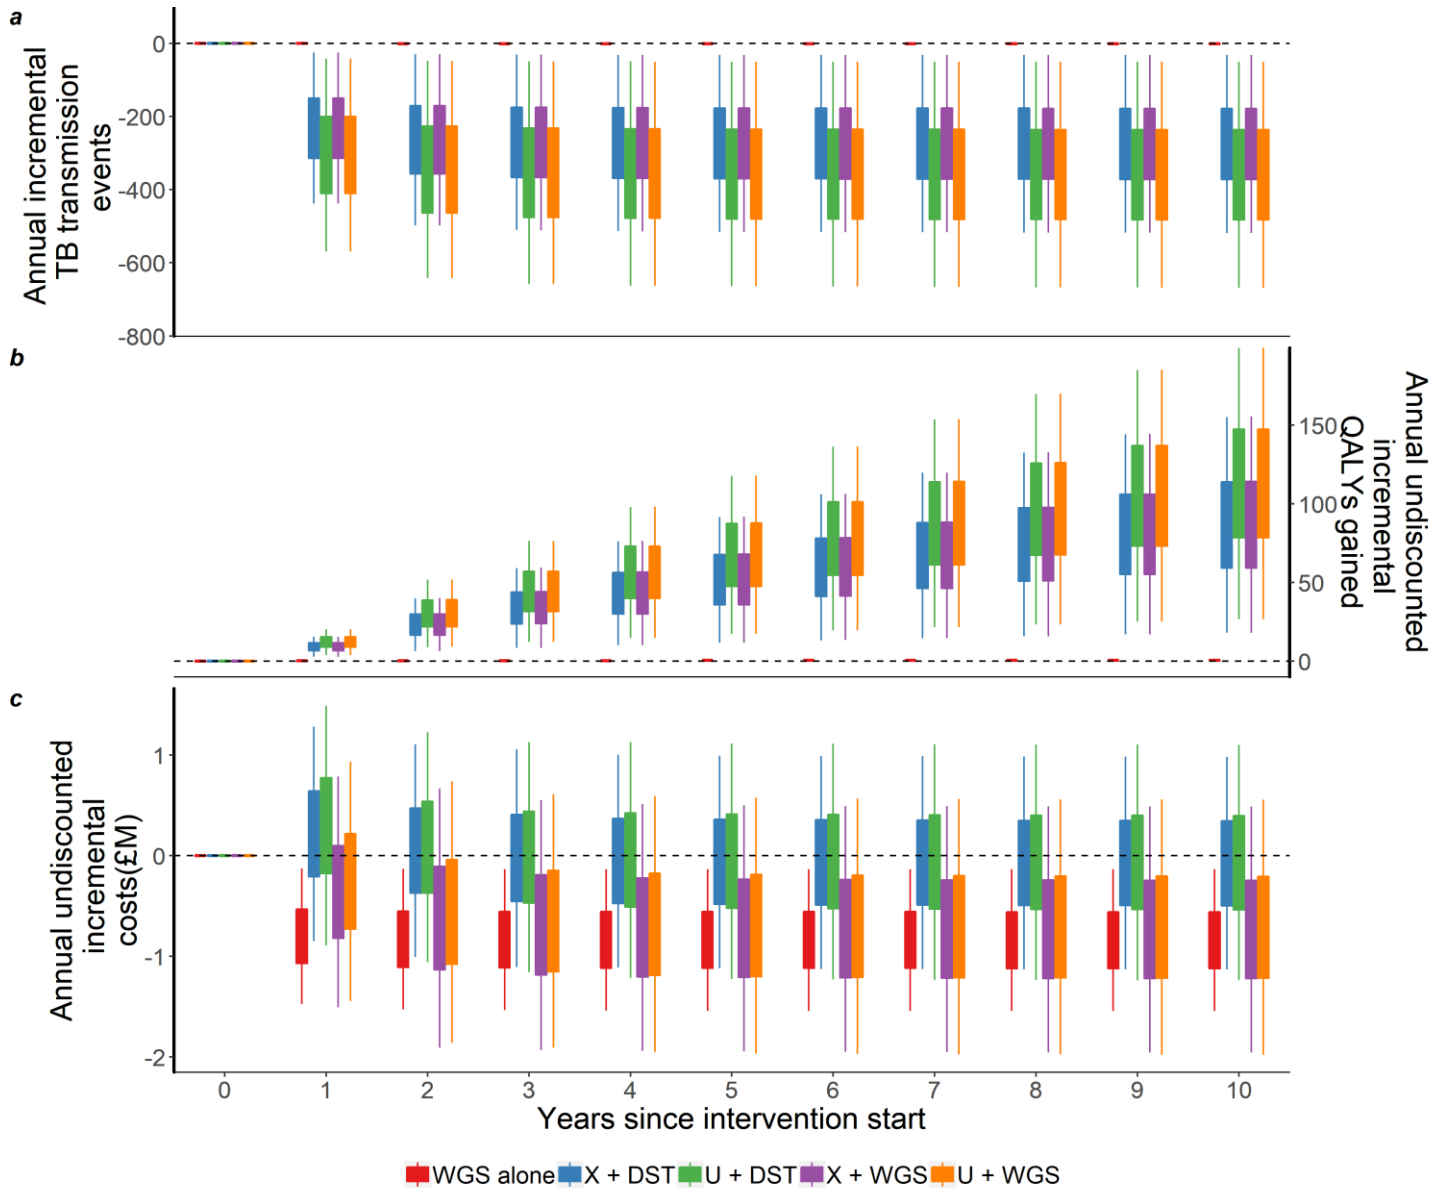 a
Annual incremental
TB transmission
events
0
-200
-400
-600
-800
b
Annual undiscounted
incremental
QALYs gained
150
100
50
0
c
Annual undiscounted
incremental
costs(£M)
1
0
-1
-2
0 1 2 3 4 5 6 7 8 9 10
Years since intervention start
WGS alone X + DST U + DST X + WGS U + WGS